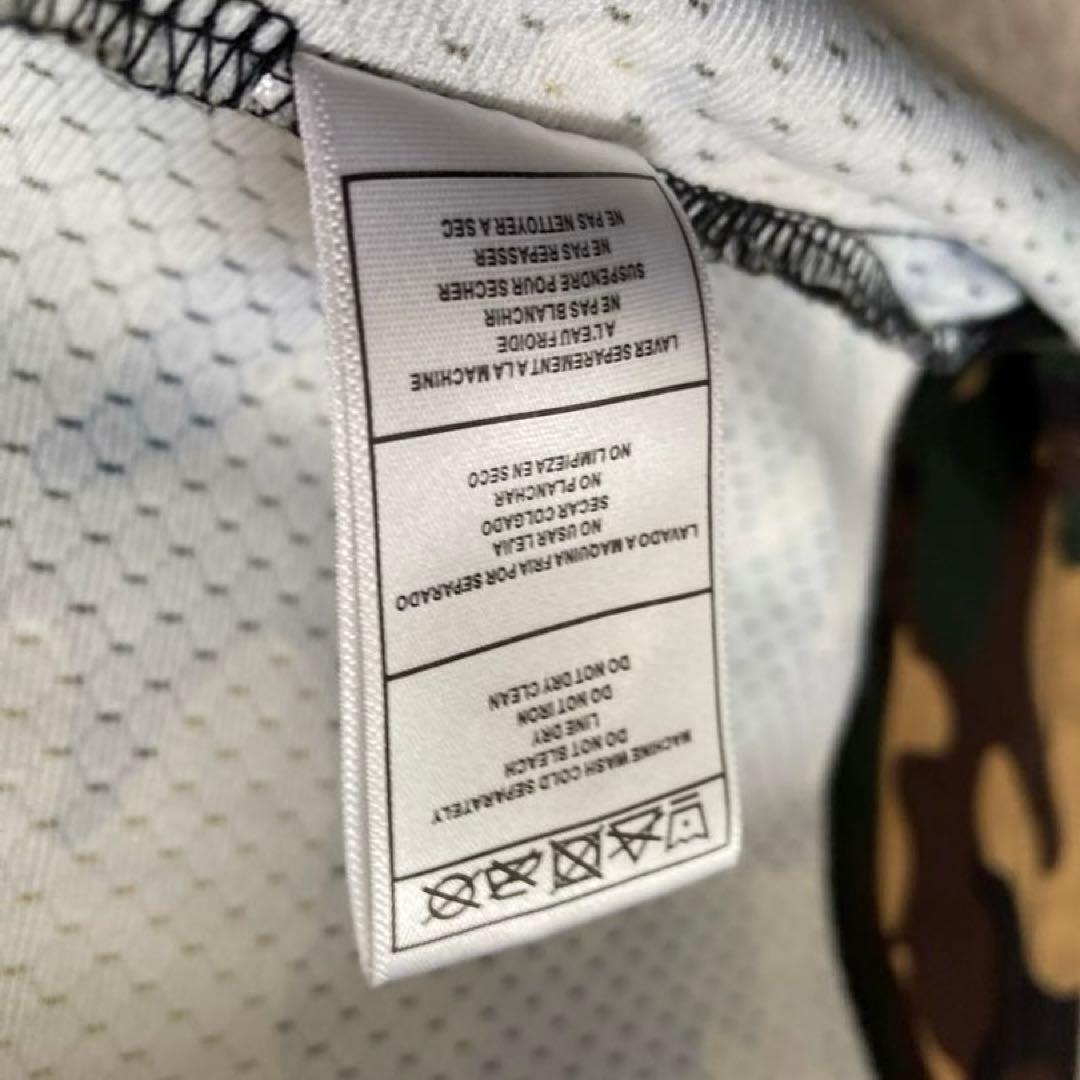 MACHINE WASH COLD SEPARATELY
DO NOT BLEACH
LINE DRY
DO NOT IRON
DO NOT DRY CLEAN
LAVADO A MAQUINA FRIA POR SEPARADO
NO USAR LEJIA
SECAR COLGADO
NO PLANCHAR
NO LIMPIEZA EN SECO
LAVER SEPAREMENT A LA MACHINE
A L'EAU FROIDE
NE PAS BLANCHIR
SUSPENDRE POUR SECHER
NE PAS REPASSER
NE PAS NETTOYER A SEC